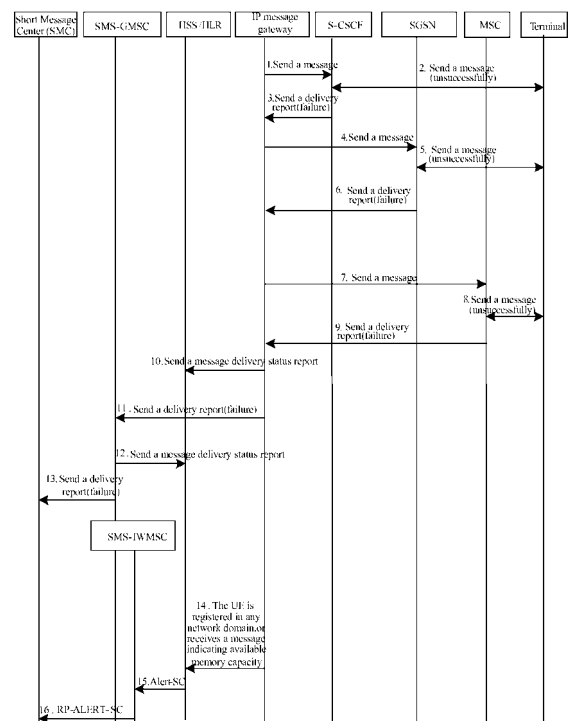 Short Message
Center (SMC)
SMS-GMSC
HSS/HLR
IP message
gateway
S-CSCF
SGSN
MSC
Terminal
1.Send a message
2. Send a message
(unsuccessfully)
3.Send a delivery
report(failure)
4.Send a message
5. Send a message
(unsuccessfully)
6. Send a delivery
report(failure)
7. Send a message
8.Send a message
(unsuccessfully)
9. Send a delivery
report(failure)
10.Send a message delivery status report
11.Send a delivery report(failure)
12.Send a message delivery status report
13.Send a delivery
report(failure)
SMS-IWMSC
14. The UE is
registered in any
network domain,or
receives a message
indicating available
memory capacity
15.Alert-SC
16. RP-ALERT-SC